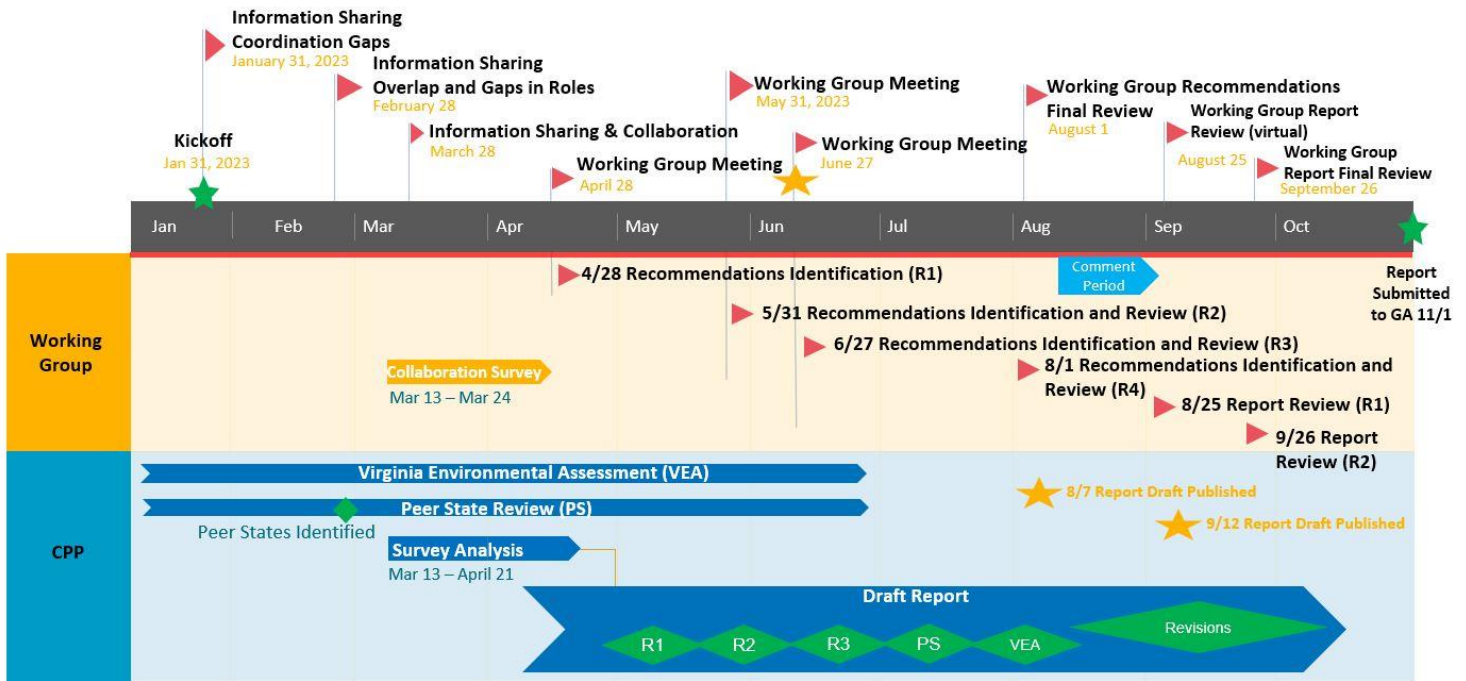 Information Sharing
Coordination Gaps
January 31, 2023
Information Sharing
Overlap and Gaps in Roles
February 28
Kickoff
Jan 31, 2023
Information Sharing & Collaboration
March 28
Working Group Meeting
April 28
Working Group Meeting
May 31, 2023
Working Group Meeting
June 27
Working Group Recommendations
Final Review
August 1
Working Group Report
Review (virtual)
August 25
Working Group
Report Final Review
September 26
Jan
Feb
Mar
Apr
May
Jun
Jul
Aug
Sep
Oct
Report
Submitted
to GA 11/1
Working
Group
4/28 Recommendations Identification (R1)
Comment
Period
5/31 Recommendations Identification and Review (R2)
6/27 Recommendations Identification and Review (R3)
Collaboration Survey
Mar 13 – Mar 24
8/1 Recommendations Identification and
Review (R4)
8/25 Report Review (R1)
9/26 Report
Review (R2)
CPP
Virginia Environmental Assessment (VEA)
Peer State Review (PS)
Peer States Identified
8/7 Report Draft Published
9/12 Report Draft Published
Survey Analysis
Mar 13 – April 21
Draft Report
R1
R2
R3
PS
VEA
Revisions